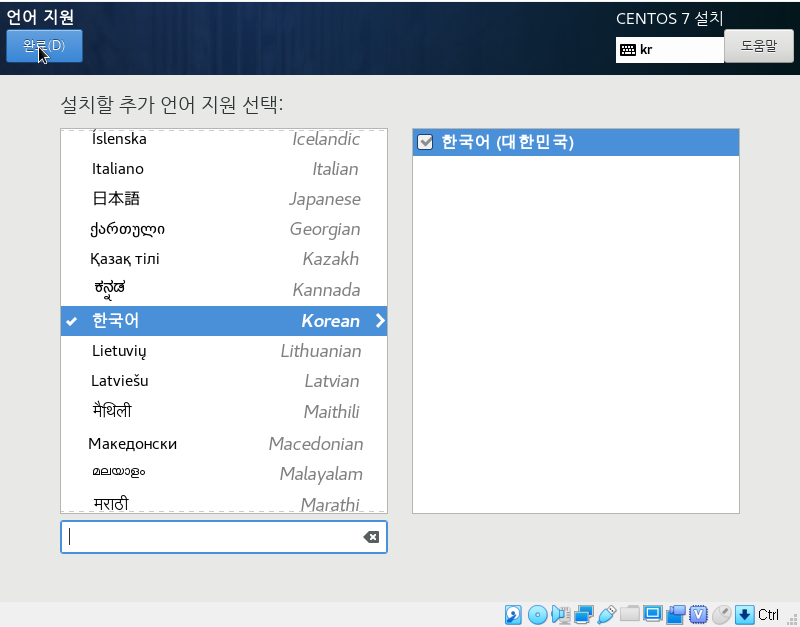 언어 지원
CENTOS 7 설치
완료(D)
kr
도움말
설치할 추가 언어 지원 선택:
Íslenska Icelandic
Italiano Italian
日本語 Japanese
ქართული Georgian
Қазақ тілі Kazakh
ಕನ್ನಡ Kannada
한국어 Korean
Lietuvių Lithuanian
Latviešu Latvian
मैथिली Maithili
Македонски Macedonian
മലയാളം Malayalam
मराठी Marathi
한국어 (대한민국)
Ctrl